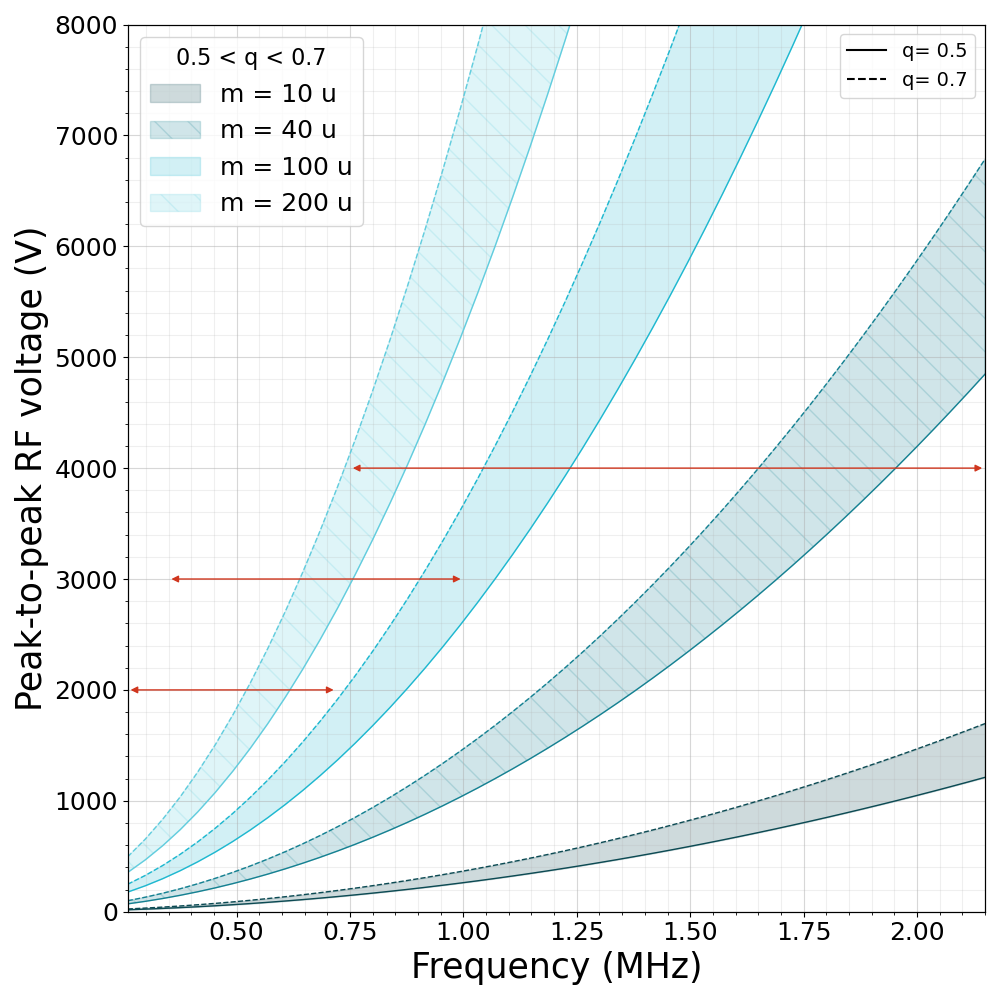 8000
7000
6000
5000
4000
3000
2000
1000
0
Peak-to-peak RF voltage (V)
0.5 < q < 0.7
m = 10 u
m = 40 u
m = 100 u
m = 200 u
q= 0.5
q= 0.7
0.50 0.75 1.00 1.25 1.50 1.75 2.00
Frequency (MHz)